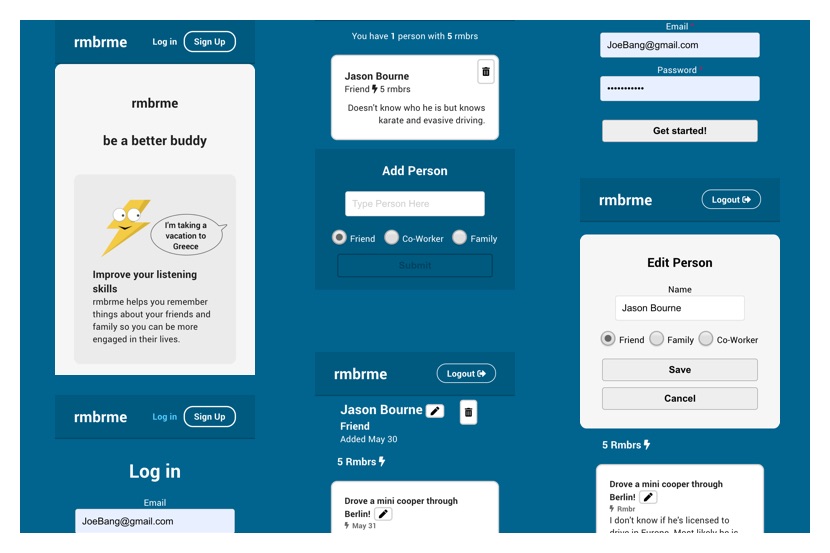 rmbrme
Log in
Sign Up
rmbrme
be a better buddy
I'm taking a
vacation to
Greece
Improve your listening
skills
rmbrme helps you remember
things about your friends and
family so you can be more
engaged in their lives.
rmbrme
Log in
Sign Up
Log in
Email
JoeBang@gmail.com
You have 1 person with 5 rmbrs
Jason Bourne
Friend 5 rmbrs
Doesn't know who he is but knows
karate and evasive driving.
Add Person
Type Person Here
Friend
Co-Worker
Family
Submit
rmbrme
Logout
Jason Bourne
Friend
Added May 30
5 Rmbrs
Drove a mini cooper through
Berlin!
May 31
Email
JoeBang@gmail.com
Password
Get started!
rmbrme
Logout
Edit Person
Name
Jason Bourne
Friend
Family
Co-Worker
Save
Cancel
5 Rmbrs
Drove a mini cooper through
Berlin!
Rmbr
I don't know if he's licensed to
drive in Europe. Most likely he is